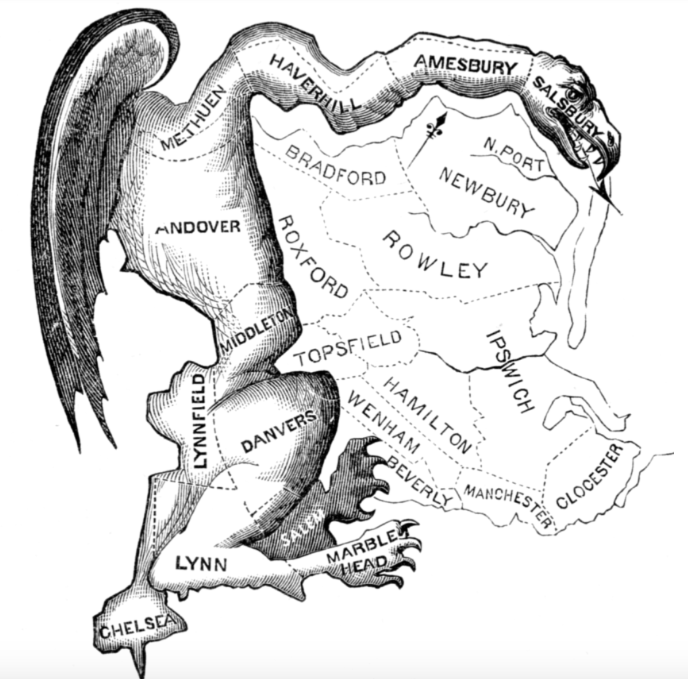 HAVERHILL
AMESBURY
SALSBURY
METHUEN
BRADFORD
N. PORT
NEWBURY
ANDOVER
ROXFORD
ROWLEY
MIDDLETON
TOPSFIELD
IPSWICH
LYNNFIELD
DANVERS
HAMILTON
WENHAM
BEVERLY
MANCHESTER
CLOCESTER
SALEM
LYNN
MARBLE
HEAD
CHELSEA